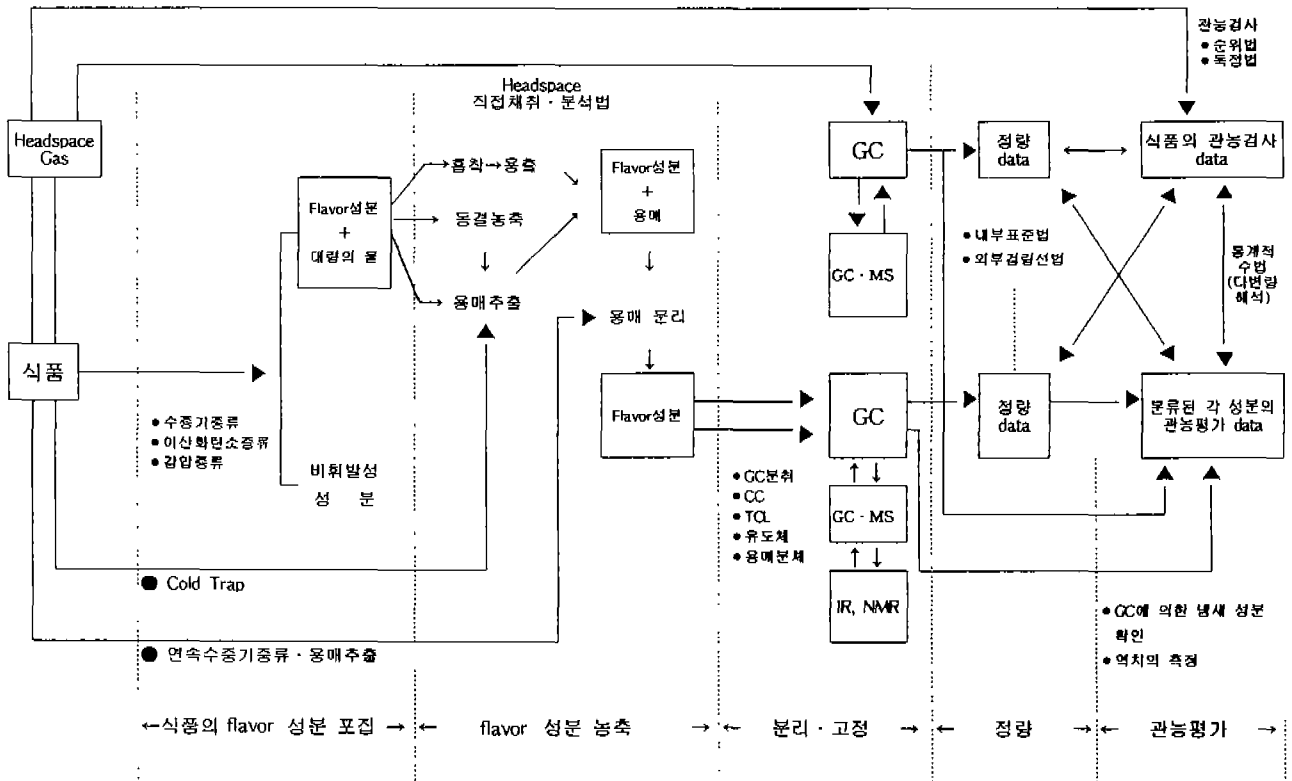 관능검사
● 순위법
● 독정법
Headspace
직접채취 · 분석법
Headspace
Gas
GC
정량
data
식품의 관능검사
data
Flavor성분
+
대량의 물
흡착→용출
동결농축
용매추출
Flavor성분
+
용매
GC · MS
● 내부표준법
● 외부검량선법
통계적
수법
(다변량
해석)
식품
용매 분리
● 수증기증류
● 이산화탄소증류
● 감압증류
비휘발성
성 분
Flavor성분
GC
정량
data
분류된 각 성분의
관능평가 data
● GC분취
● CC
● TCL
● 유도체
● 용매분체
GC · MS
IR, NMR
● Cold Trap
● 연속수증기증류 · 용매추출
● GC에 의한 냄새 성분
확인
● 역치의 측정
←식품의 flavor 성분 포집 →
← flavor 성분 농축 →
← 분리 · 고정 →
← 정량 →
← 관능평가 →